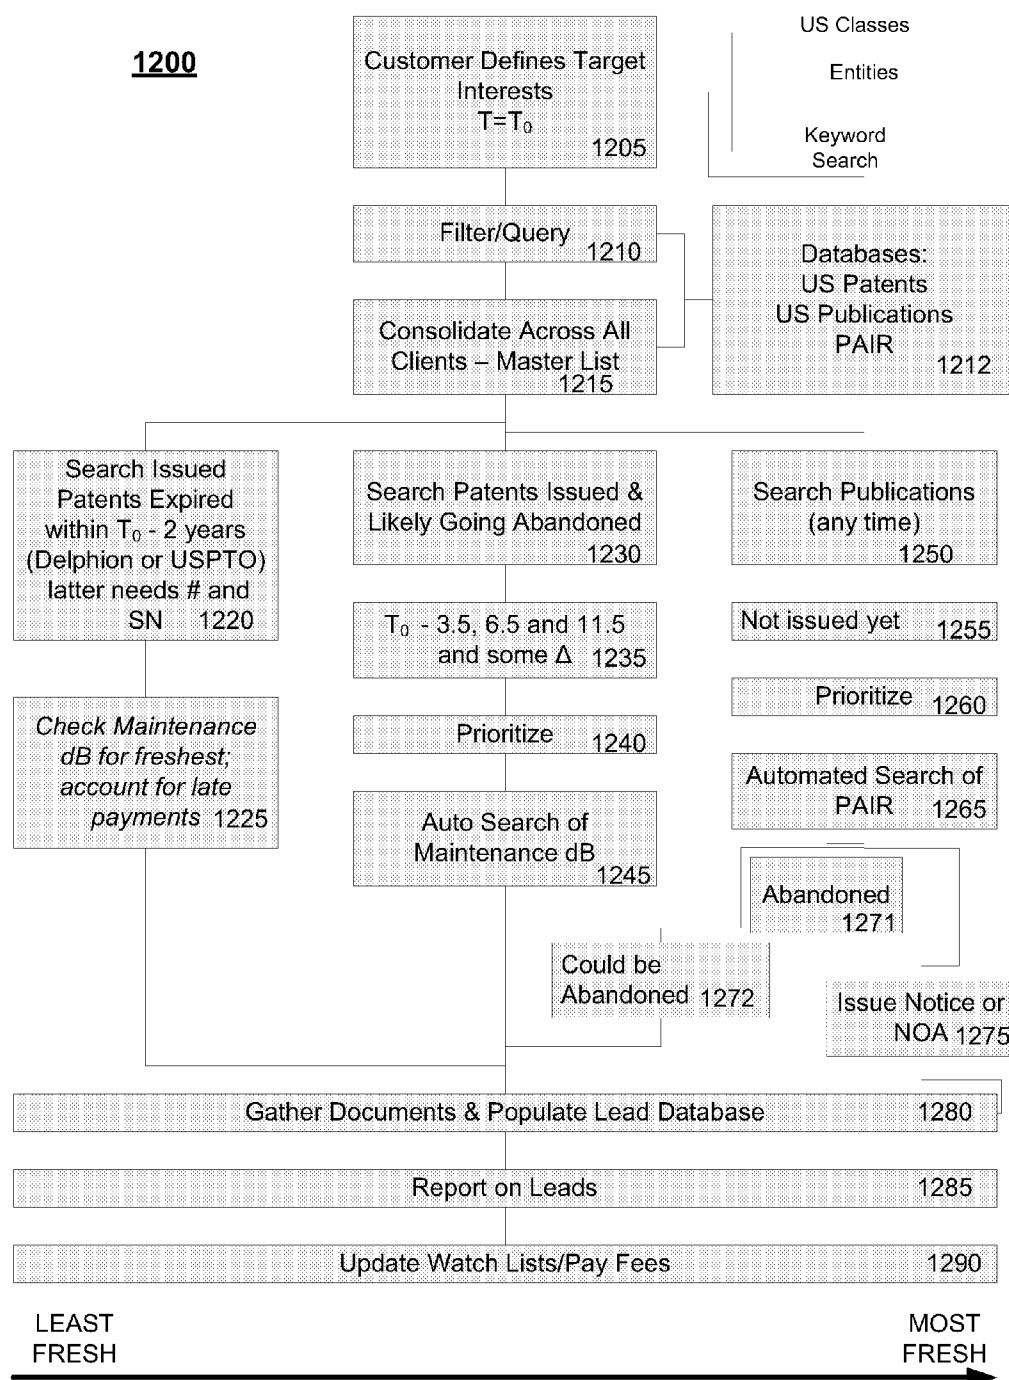 1200
Customer Defines Target
Interests
T=T₀
1205
US Classes
Entities
Keyword
Search
Filter/Query
1210
Databases:
US Patents
US Publications
PAIR
1212
Consolidate Across All
Clients – Master List
1215
Search Issued
Patents Expired
within T₀ - 2 years
(Delphion or USPTO)
latter needs # and
SN 1220
Search Patents Issued &
Likely Going Abandoned
1230
Search Publications
(any time)
1250
T₀ - 3.5, 6.5 and 11.5
and some Δ 1235
Not issued yet 1255
Check Maintenance
dB for freshest;
account for late
payments 1225
Prioritize 1240
Prioritize 1260
Auto Search of
Maintenance dB
1245
Automated Search of
PAIR 1265
Abandoned
1271
Could be
Abandoned 1272
Issue Notice or
NOA 1275
Gather Documents & Populate Lead Database 1280
Report on Leads 1285
Update Watch Lists/Pay Fees 1290
LEAST
FRESH
MOST
FRESH